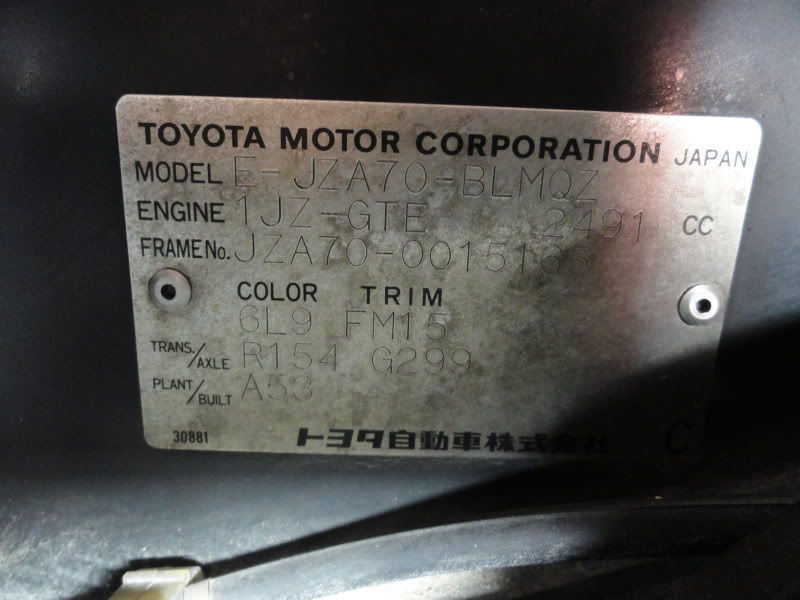 TOYOTA MOTOR CORPORATION JAPAN
MODEL E-JZA70-BLMQZ
ENGINE 1JZ-GTE 2491 CC
FRAME No. JZA70-0015165
COLOR TRIM
6L9 FM15
TRANS./AXLE R154 G299
PLANT/BUILT A53
30881 トヨタ自動車株式会社 C